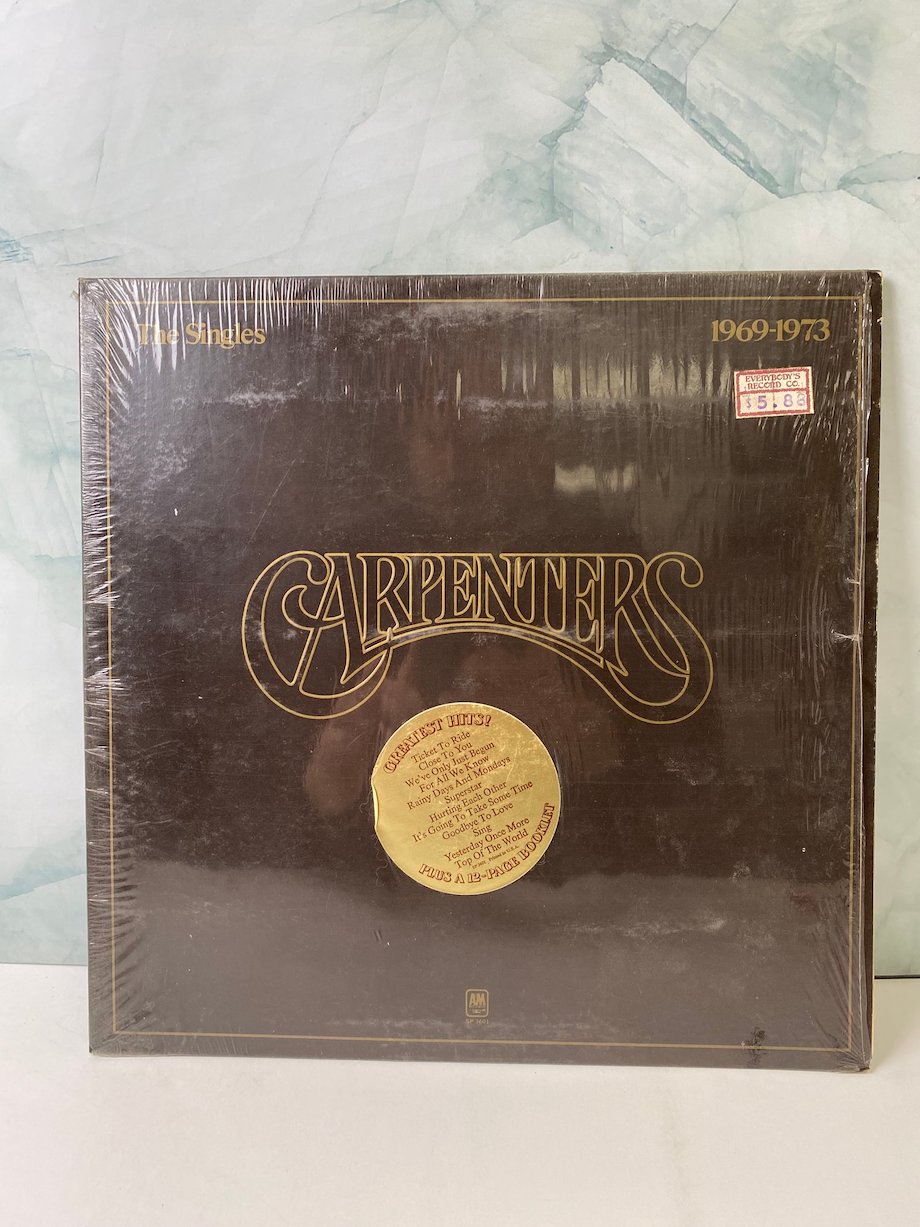 The Singles
1969-1973
EVERYBODY'S
RECORD CO.
$5.88
CARPENTERS
GREATEST HITS!
Ticket To Ride
Close To You
We've Only Just Begun
For All We Know
Rainy Days And Mondays
Superstar
Hurting Each Other
It's Going To Take Some Time
Goodbye To Love
Sing
Yesterday Once More
Top Of The World
Printed in U.S.A.
PLUS A 12-PAGE BOOKLET
AM
SP 3601